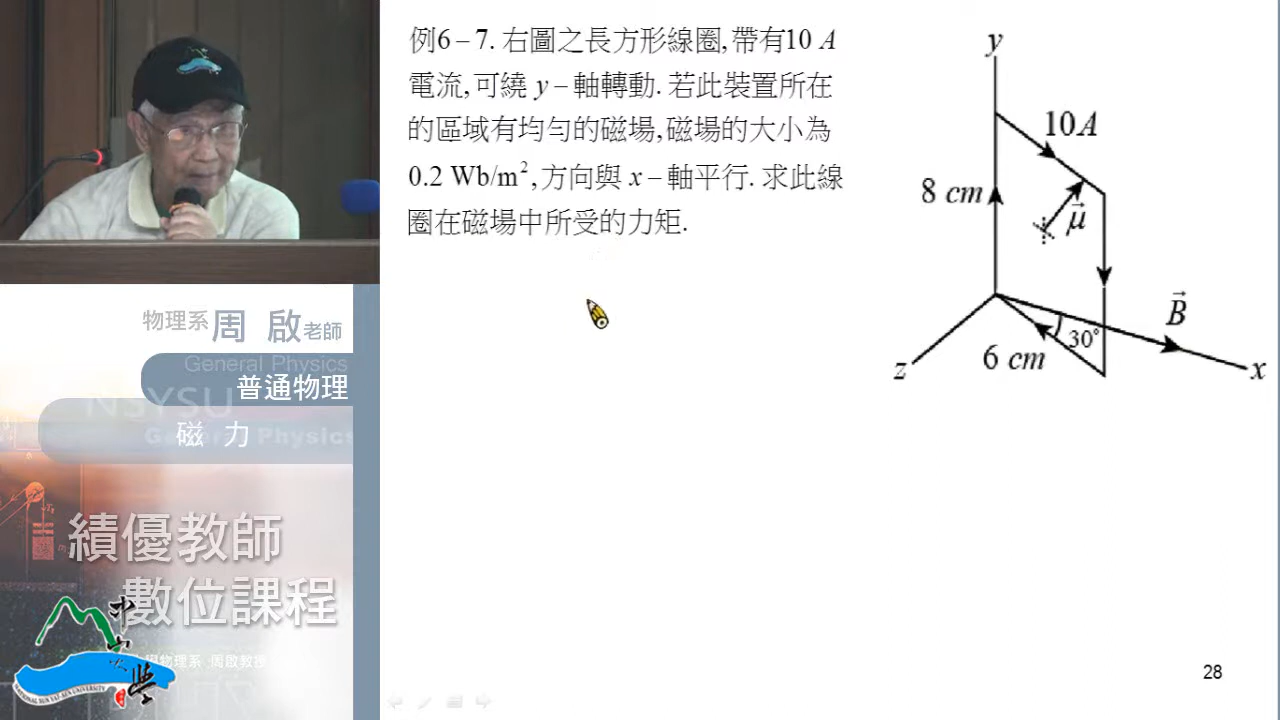 例6 – 7. 右圖之長方形線圈, 帶有10 A
電流, 可繞 y – 軸轉動. 若此裝置所在
的區域有均勻的磁場, 磁場的大小為
0.2 Wb/m², 方向與 x – 軸平行. 求此線
圈在磁場中所受的力矩.
y
10A
8 cm
μ⃗
B⃗
30°
6 cm
z
x
物理系 周 啟 老師
General Physics
普通物理
NSYSU
磁 力
General Physics
績優教師
數位課程
28